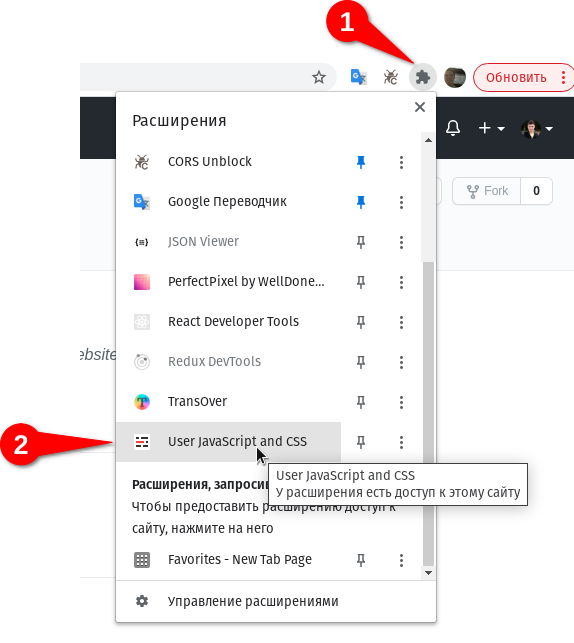 1
Обновить
Расширения
CORS Unblock
Google Переводчик
Fork 0
{≡} JSON Viewer
PerfectPixel by WellDone...
React Developer Tools
ebsite
Redux DevTools
T TransOver
2
User JavaScript and CSS
User JavaScript and CSS
У расширения есть доступ к этому сайту
Расширения, запроси
Чтобы предоставить расширению доступ к
сайту, нажмите на него
Favorites - New Tab Page
Управление расширениями